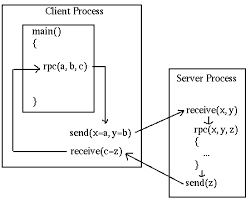 Client Process
main()
{
rpc(a, b, c)
}
send(x=a, y=b)
receive(c=z)
Server Process
receive(x, y)
rpc(x, y, z)
{
...
}
send(z)